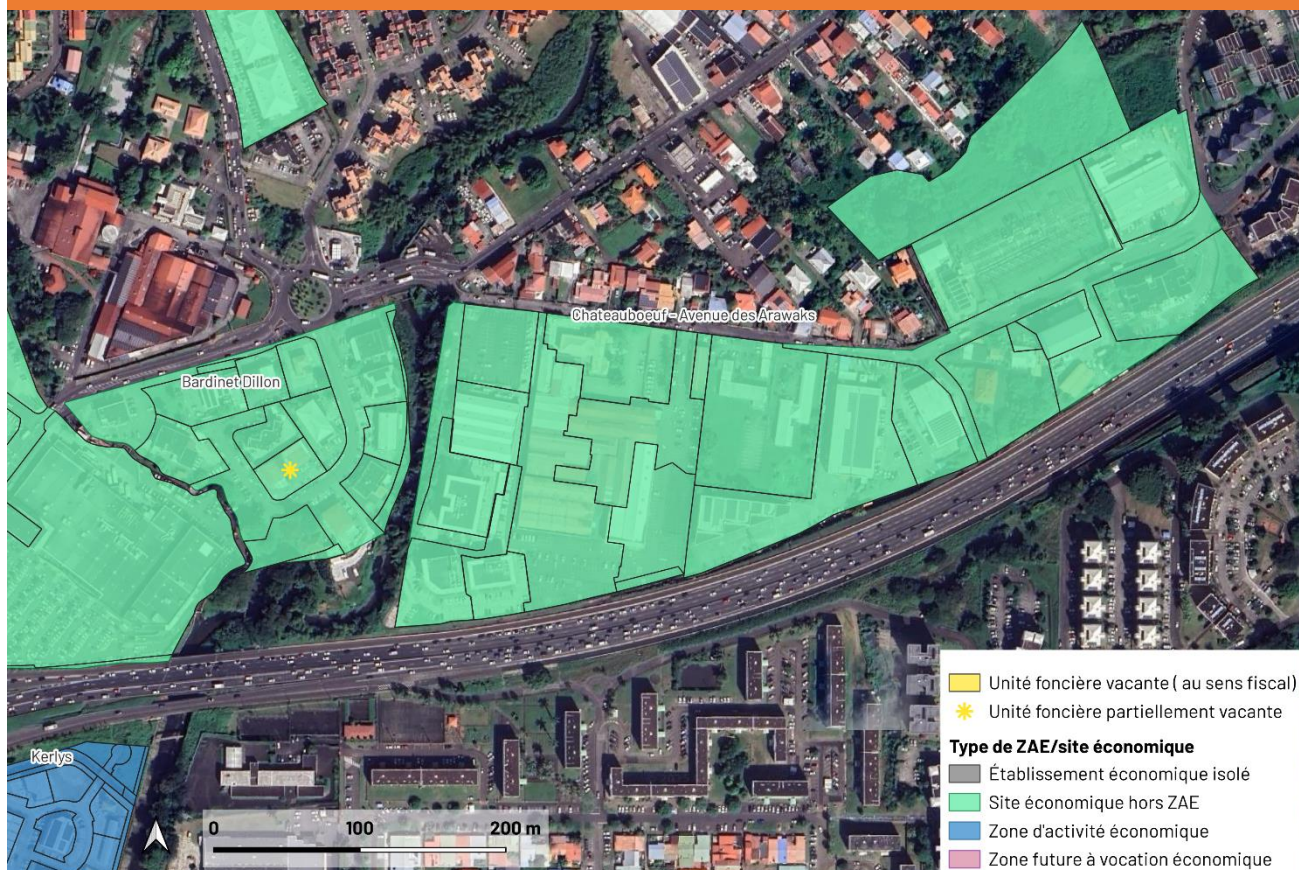 Chateauboeuf - Avenue des Arawaks
Bardinet Dillon
Kerlys
0 100 200 m
Unité foncière vacante ( au sens fiscal)
Unité foncière partiellement vacante
Type de ZAE/site économique
Établissement économique isolé
Site économique hors ZAE
Zone d'activité économique
Zone future à vocation économique